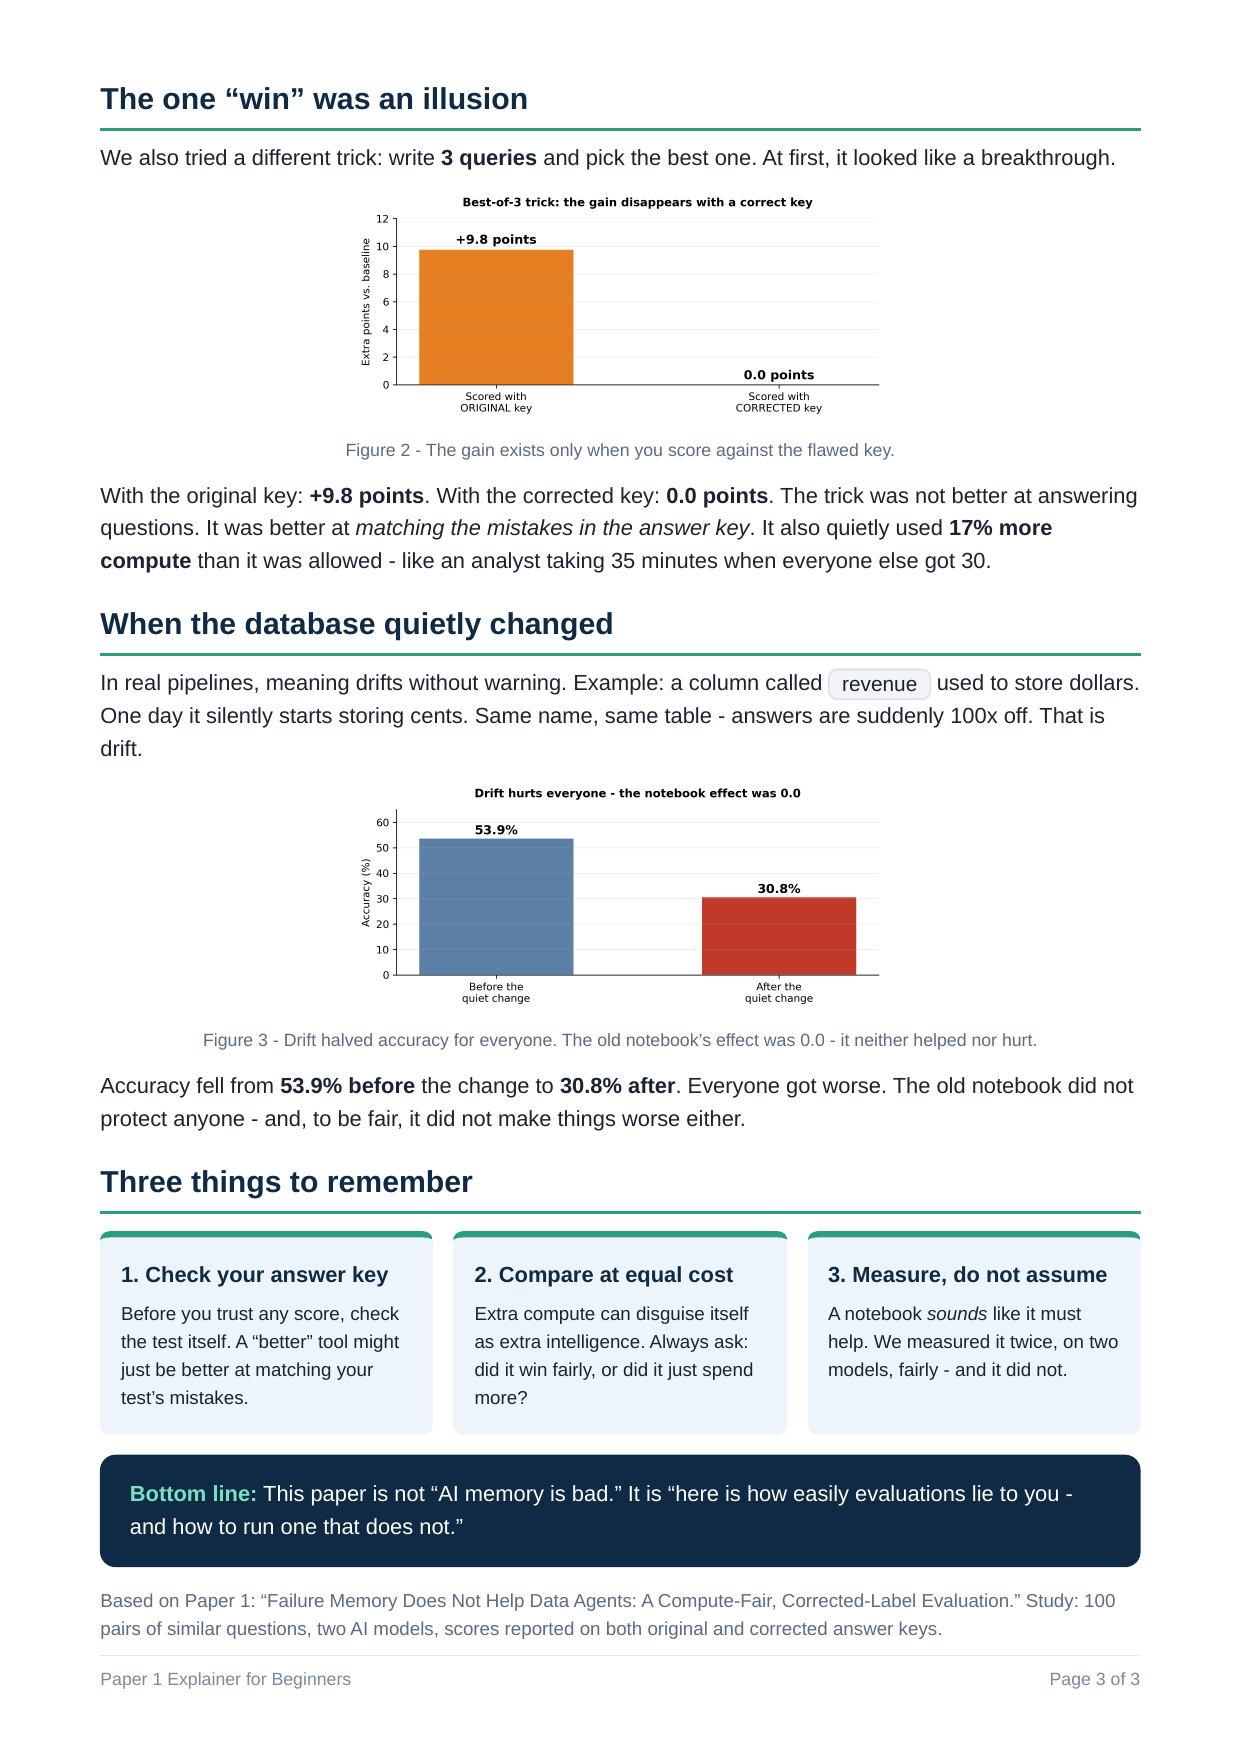 The one “win” was an illusion
We also tried a different trick: write 3 queries and pick the best one. At first, it looked like a breakthrough.
Best-of-3 trick: the gain disappears with a correct key
Extra points vs. baseline
12
10
8
6
4
2
0
+9.8 points
0.0 points
Scored with
ORIGINAL key
Scored with
CORRECTED key
Figure 2 - The gain exists only when you score against the flawed key.
With the original key: +9.8 points. With the corrected key: 0.0 points. The trick was not better at answering
questions. It was better at matching the mistakes in the answer key. It also quietly used 17% more
compute than it was allowed - like an analyst taking 35 minutes when everyone else got 30.
When the database quietly changed
In real pipelines, meaning drifts without warning. Example: a column called revenue used to store dollars.
One day it silently starts storing cents. Same name, same table - answers are suddenly 100x off. That is
drift.
Drift hurts everyone - the notebook effect was 0.0
Accuracy (%)
60
50
40
30
20
10
0
53.9%
30.8%
Before the
quiet change
After the
quiet change
Figure 3 - Drift halved accuracy for everyone. The old notebook’s effect was 0.0 - it neither helped nor hurt.
Accuracy fell from 53.9% before the change to 30.8% after. Everyone got worse. The old notebook did not
protect anyone - and, to be fair, it did not make things worse either.
Three things to remember
1. Check your answer key
Before you trust any score, check
the test itself. A “better” tool might
just be better at matching your
test’s mistakes.
2. Compare at equal cost
Extra compute can disguise itself
as extra intelligence. Always ask:
did it win fairly, or did it just spend
more?
3. Measure, do not assume
A notebook sounds like it must
help. We measured it twice, on two
models, fairly - and it did not.
Bottom line: This paper is not “AI memory is bad.” It is “here is how easily evaluations lie to you -
and how to run one that does not.”
Based on Paper 1: “Failure Memory Does Not Help Data Agents: A Compute-Fair, Corrected-Label Evaluation.” Study: 100
pairs of similar questions, two AI models, scores reported on both original and corrected answer keys.
Paper 1 Explainer for Beginners
Page 3 of 3